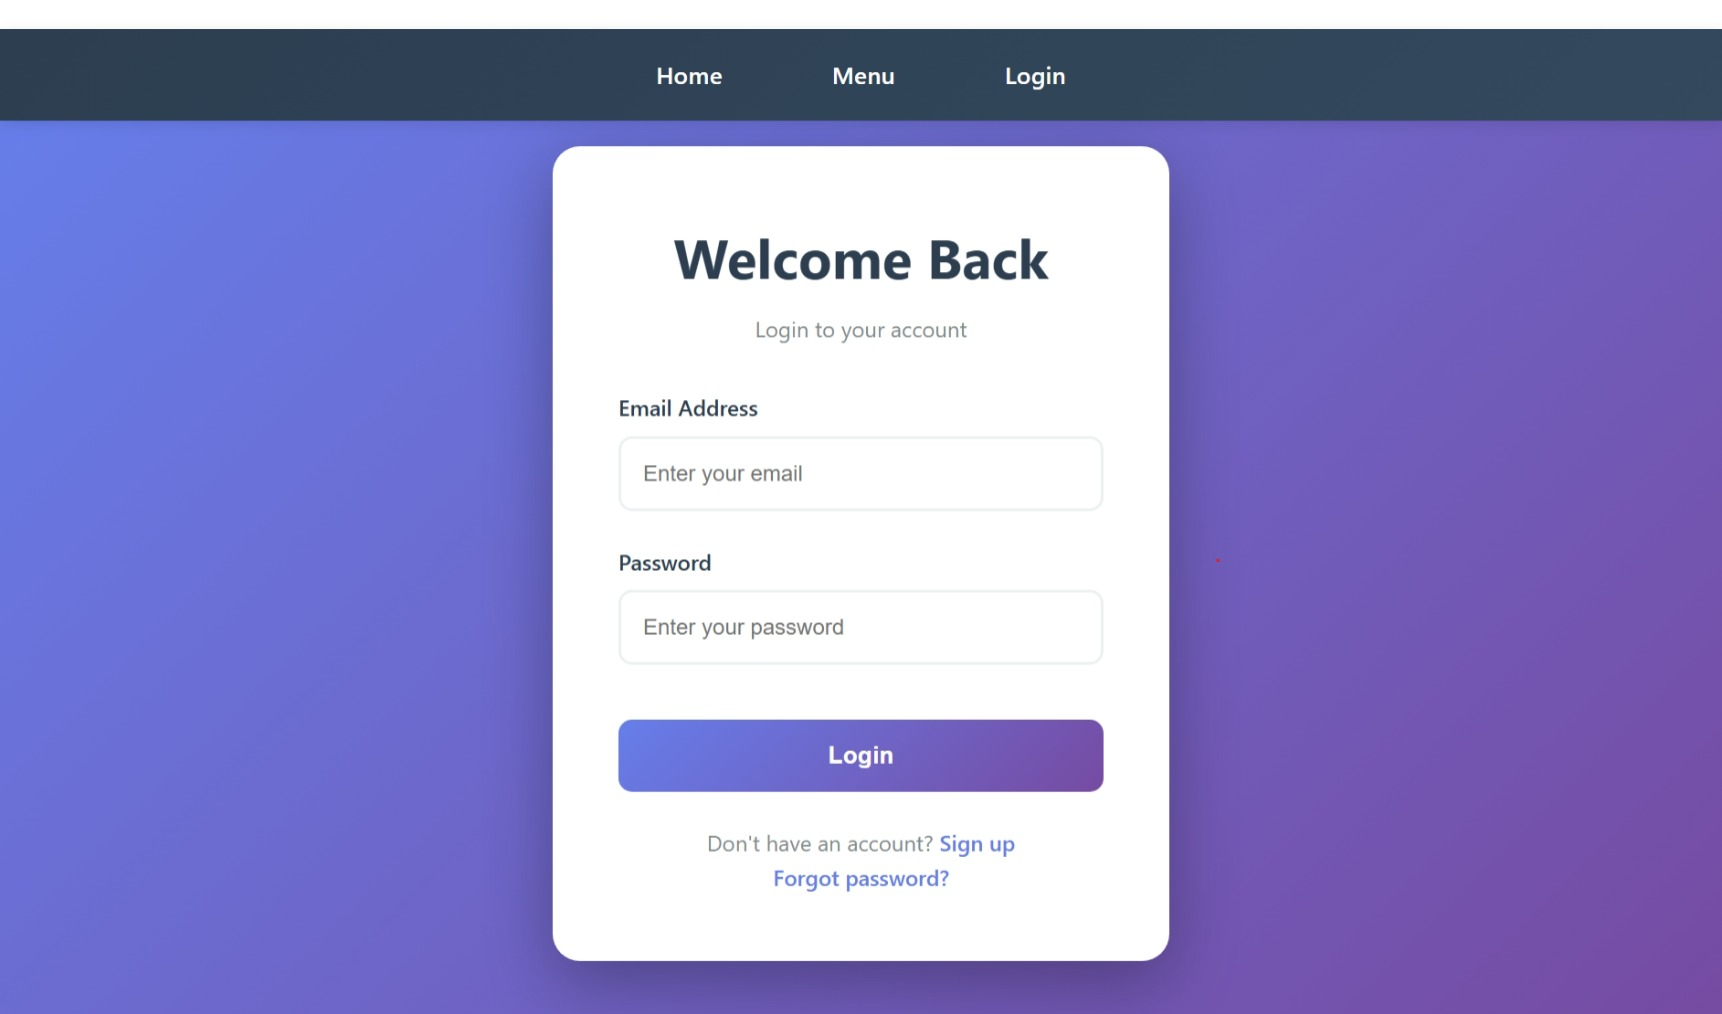 Home Menu Login
Welcome Back
Login to your account
Email Address
Enter your email
Password
Enter your password
Login
Don't have an account? Sign up
Forgot password?